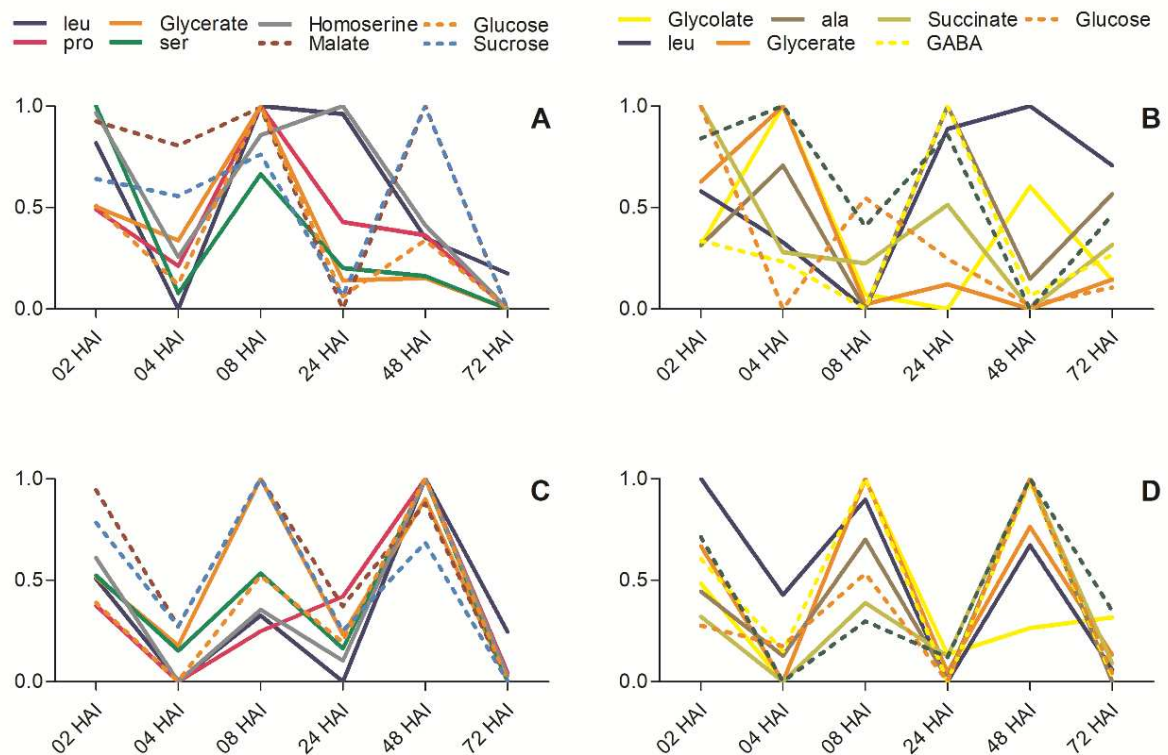 leu Glycerate Homoserine Glucose
pro ser Malate Sucrose
Glycolate ala Succinate Glucose
leu Glycerate GABA
1.0 A
0.5
0.0
02 HAI 04 HAI 08 HAI 24 HAI 48 HAI 72 HAI
1.0 B
0.5
0.0
02 HAI 04 HAI 08 HAI 24 HAI 48 HAI 72 HAI
1.0 C
0.5
0.0
02 HAI 04 HAI 08 HAI 24 HAI 48 HAI 72 HAI
1.0 D
0.5
0.0
02 HAI 04 HAI 08 HAI 24 HAI 48 HAI 72 HAI